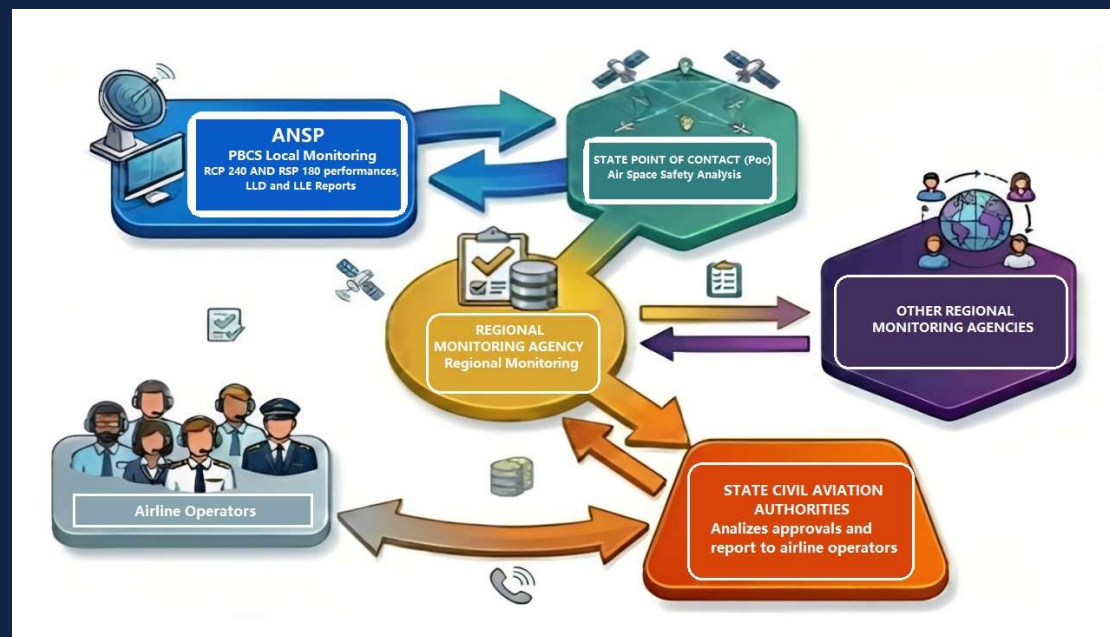 ANSP
PBCS Local Monitoring
RCP 240 AND RSP 180 performances,
LLD and LLE Reports
STATE POINT OF CONTACT (Poc)
Air Space Safety Analysis
REGIONAL
MONITORING AGENCY
Regional Monitoring
OTHER REGIONAL
MONITORING AGENCIES
Airline Operators
STATE CIVIL AVIATION
AUTHORITIES
Analizes approvals and
report to airline operators